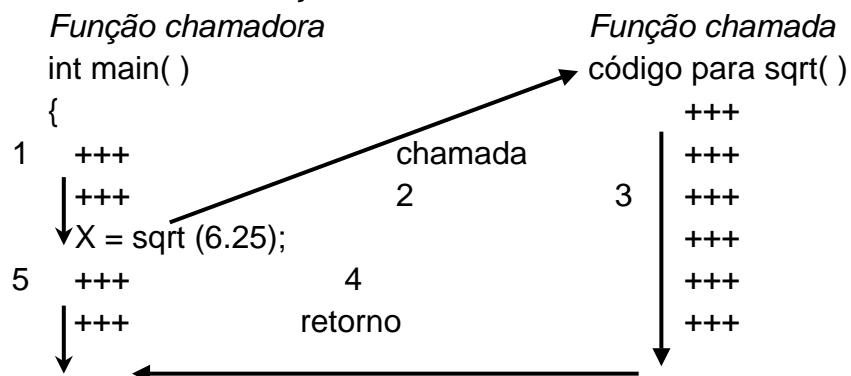 Função chamadora Função chamada
int main( ) código para sqrt( )
{ +++
1 +++ chamada +++
+++ 2 3 +++
X = sqrt (6.25); +++
5 +++ 4 +++
+++ retorno +++